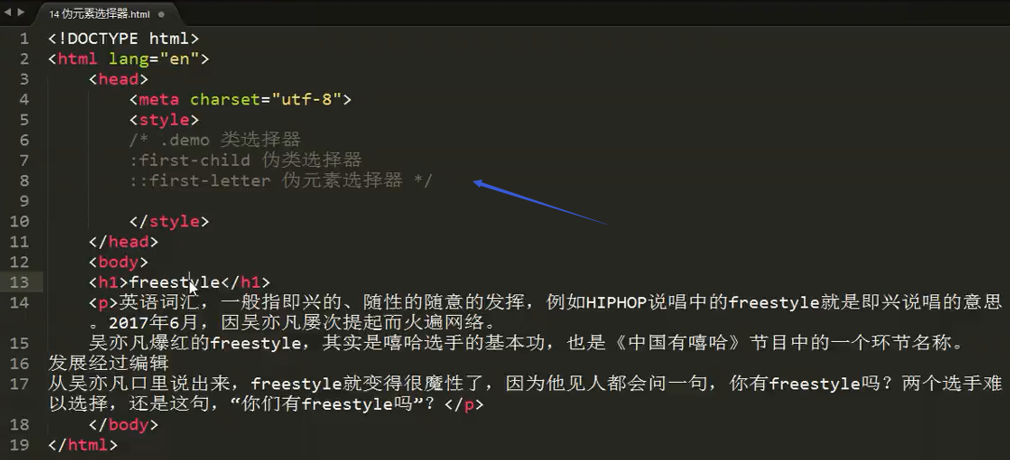 14 伪元素选择器.html
1 <!DOCTYPE html>
2 <html lang="en">
3 <head>
4 <meta charset="utf-8">
5 <style>
6 /* .demo 类选择器
7 :first-child 伪类选择器
8 ::first-letter 伪元素选择器 */
9
10 </style>
11 </head>
12 <body>
13 <h1>freestyle</h1>
14 <p>英语词汇，一般指即兴的、随性的随意的发挥，例如HIPHOP说唱中的freestyle就是即兴说唱的意思
。2017年6月，因吴亦凡屡次提起而火遍网络。
15 吴亦凡爆红的freestyle，其实是嘻哈选手的基本功，也是《中国有嘻哈》节目中的一个环节名称。
16 发展经过编辑
17 从吴亦凡口里说出来，freestyle就变得很魔性了，因为他见人都会问一句，你有freestyle吗？两个选手难
以选择，还是这句，“你们有freestyle吗”？</p>
18 </body>
19 </html>